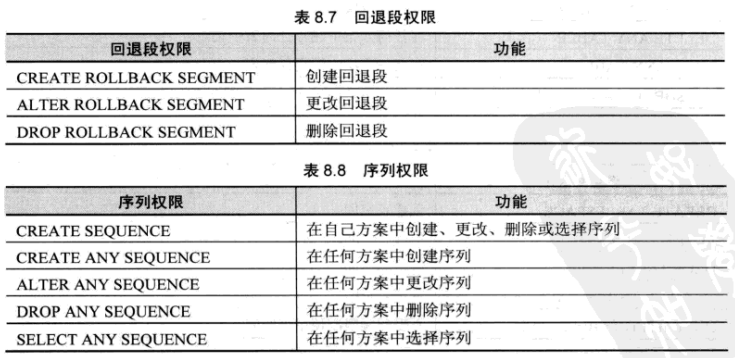 表 8.7 回退段权限
回退段权限 功能
CREATE ROLLBACK SEGMENT 创建回退段
ALTER ROLLBACK SEGMENT 更改回退段
DROP ROLLBACK SEGMENT 删除回退段
表 8.8 序列权限
序列权限 功能
CREATE SEQUENCE 在自己方案中创建、更改、删除或选择序列
CREATE ANY SEQUENCE 在任何方案中创建序列
ALTER ANY SEQUENCE 在任何方案中更改序列
DROP ANY SEQUENCE 在任何方案中删除序列
SELECT ANY SEQUENCE 在任何方案中选择序列